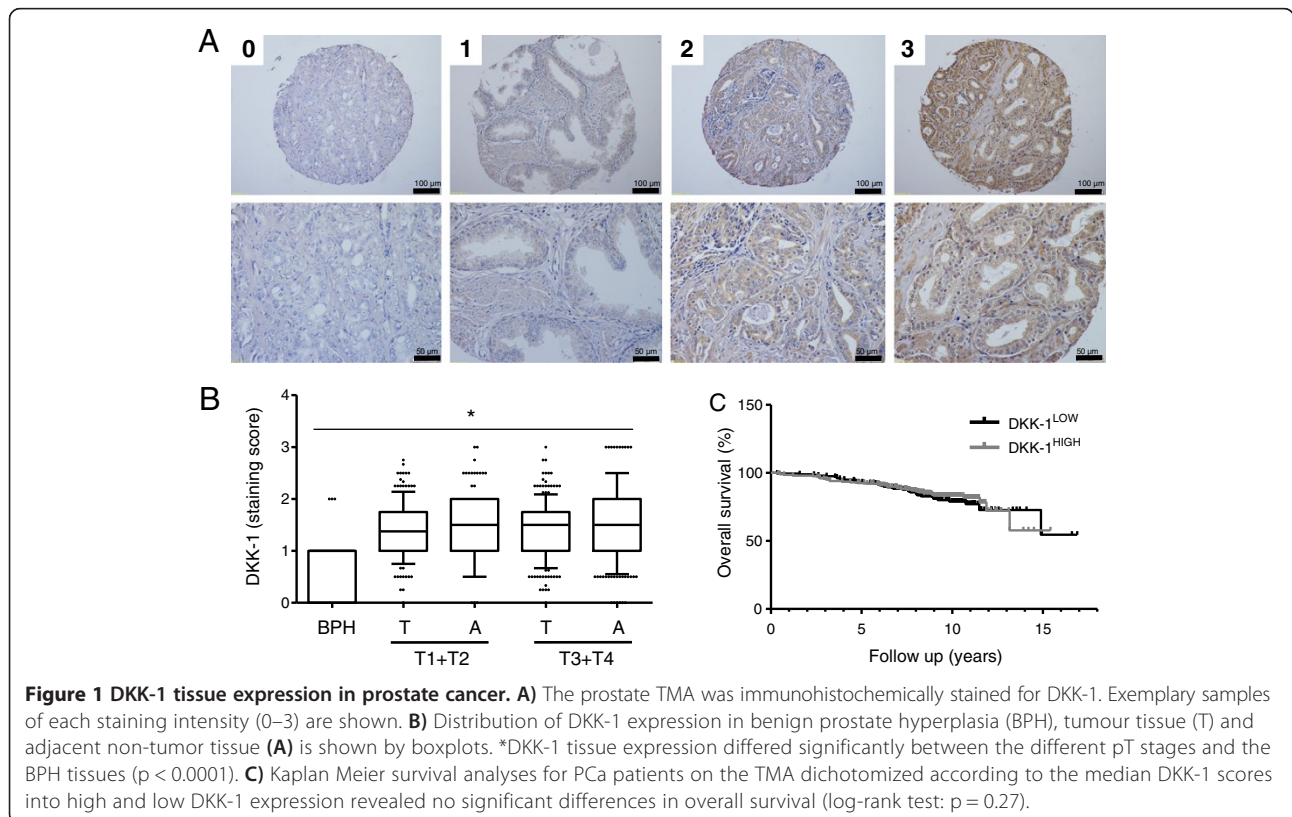 A
0
1
2
3
100 µm
100 µm
100 µm
100 µm
50 µm
50 µm
50 µm
50 µm
B
DKK-1 (staining score)
4
3
2
1
0
*
BPH
T
A
T
A
T1+T2
T3+T4
C
Overall survival (%)
150
100
50
0
DKK-1LOW
DKK-1HIGH
0
5
10
15
Follow up (years)
Figure 1 DKK-1 tissue expression in prostate cancer. A) The prostate TMA was immunohistochemically stained for DKK-1. Exemplary samples
of each staining intensity (0–3) are shown. B) Distribution of DKK-1 expression in benign prostate hyperplasia (BPH), tumour tissue (T) and
adjacent non-tumor tissue (A) is shown by boxplots. *DKK-1 tissue expression differed significantly between the different pT stages and the
BPH tissues (p < 0.0001). C) Kaplan Meier survival analyses for PCa patients on the TMA dichotomized according to the median DKK-1 scores
into high and low DKK-1 expression revealed no significant differences in overall survival (log-rank test: p = 0.27).